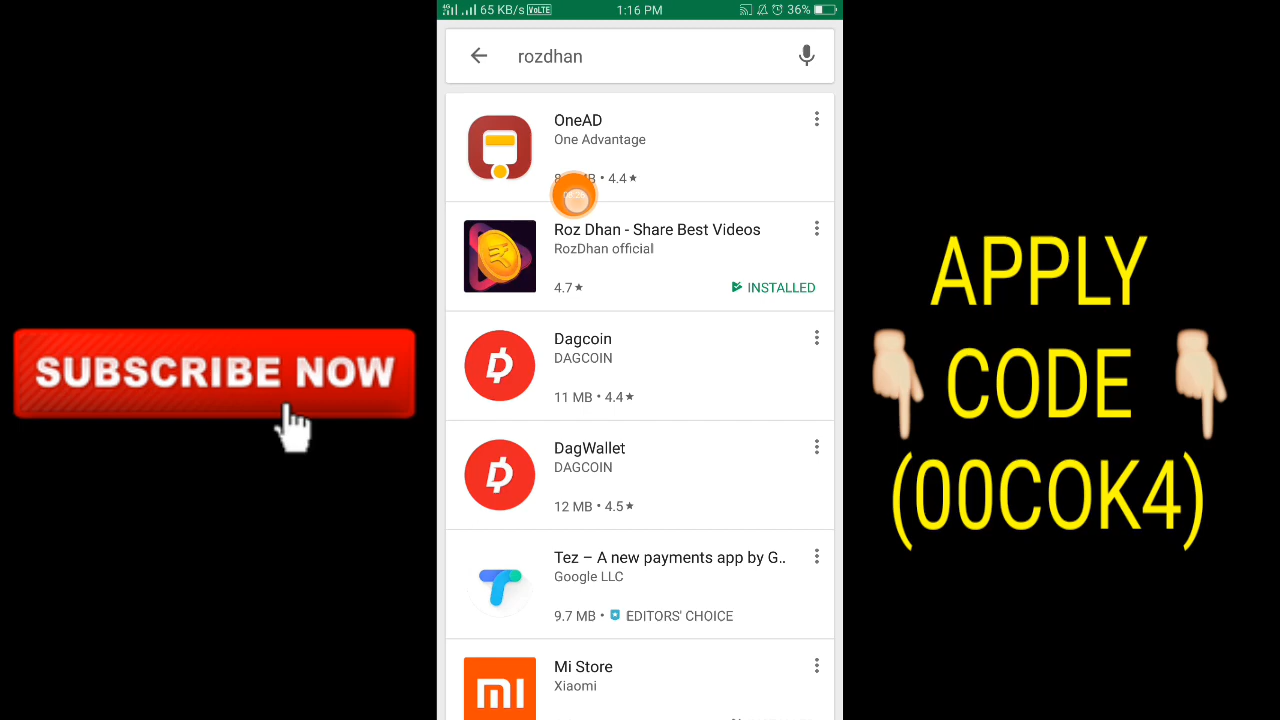 65 KB/s VoLTE 1:16 PM 36%
rozdhan
OneAD
One Advantage
MB • 4.4★
Roz Dhan - Share Best Videos
RozDhan official
4.7★ INSTALLED
Dagcoin
DAGCOIN
11 MB • 4.4★
DagWallet
DAGCOIN
12 MB • 4.5★
Tez – A new payments app by G..
Google LLC
9.7 MB • EDITORS' CHOICE
Mi Store
Xiaomi
SUBSCRIBE NOW
APPLY
CODE
(00COK4)